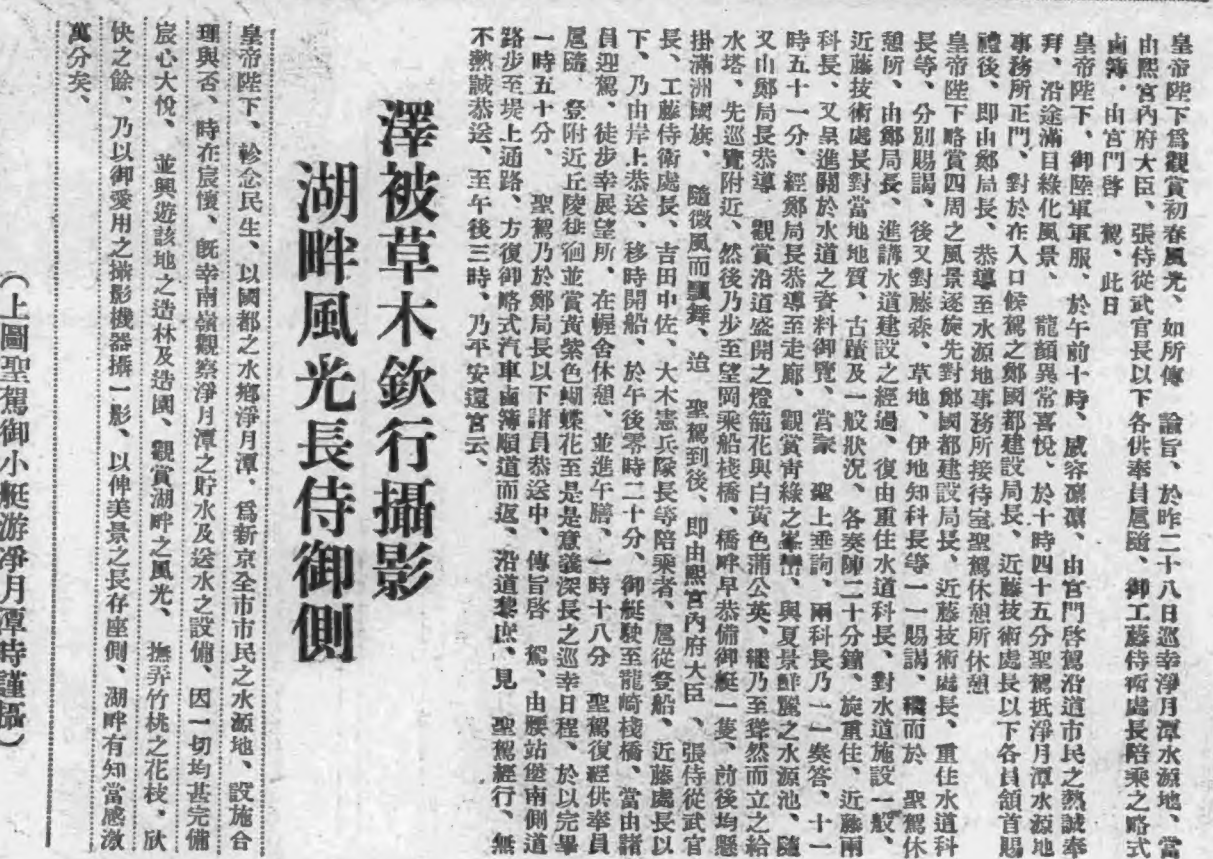 皇帝陛下爲觀賞初春風光、如所傳　諭旨、於昨二十八日巡幸淨月潭水源地、當
由熙宮內府大臣、張侍從武官長以下各供奉員扈隨、御工藤侍衛處長陪乘之略式
鹵簿、由宮門啓　駕、此日
皇帝陛下、御陸軍軍服、於午前十時、威容凛凛、由宮門啓駕沿道市民之熱誠奉
拜、沿途滿目綠化風景、　龍顏異常喜悅、於十時四十五分聖駕抵淨月潭水源地
事務所正門、對於在入口候駕之鄭國都建設局長、近藤技術處長以下各員頷首賜
禮後、即由鄭局長、恭導至水源地事務所接待室聖駕休憩所休憩
皇帝陛下略賞四周之風景逐旋先對鄭國都建設局長、近藤技術處長、重住水道科
長等、分別賜謁、後又對藤森、草地、伊地知科長等一一賜謁、繼而於　聖駕休
憩所、由鄭局長、進講水道建設之經過、復由重住水道科長、對水道施設一般、
近藤技術處長對當地地質、古蹟及一般狀况、各奏陳二十分鐘、旋重住、近藤兩
科長、又呈進關於水道之資料御覽、當蒙　聖上垂詢、兩科長乃一一奏答、十一
時五十一分、經鄭局長恭導至走廊、觀賞青綠之峯巒、與夏景鮮麗之水源池、隨
又由鄭局長恭導　觀賞沿道盛開之燈籠花與白黃色蒲公英、繼乃至聳然而立之給
水塔、先巡覽附近、然後乃步至望岡乘船棧橋、橋畔早恭備御艇一隻、前後均懸
掛滿洲國旗、　隨微風而飄舞、迨　聖駕到後、即由熙宮內府大臣　、張侍從武官
長、工藤侍衛處長、吉田中佐、大木憲兵隊長等陪乘者、扈從登船、近藤處長以
下、乃由岸上恭送、移時開船、於午後零時二十分、御艇駛至龍崎棧橋、當由諸
員迎駕、徒步幸展望所、在幄舍休憩、並進午膳、一時十八分　聖駕復經供奉員
扈隨、登附近丘陵徘徊並賞黃紫色蝴蝶花至是是意義深長之巡幸日程、於以完畢
一時五十分、　聖駕乃於鄭局長以下諸員恭送中、傳旨啓　駕、由腰站堡南側道
路步至堤上通路、方復御略式汽車鹵簿順道而返、沿道黎庶、見　聖駕經行、無
不熱誠恭送、至午後三時、乃平安還宮云、
澤被草木欽行攝影
湖畔風光長侍御側
皇帝陛下、軫念民生、以國都之水鄉淨月潭、爲新京全市市民之水源地、設施合
理與否、時在宸懷、旣幸南嶺觀察淨月潭之貯水及送水之設備、因一切均甚完備
宸心大悅、　並興遊該地之造林及造園、觀賞湖畔之風光、　撫弄竹桃之花枝、欣
快之餘、乃以御愛用之攝影機器攝一影、以俾美景之長存座側、湖畔有知當感激
萬分矣、
（上圖聖駕御小艇游淨月潭時謹攝）